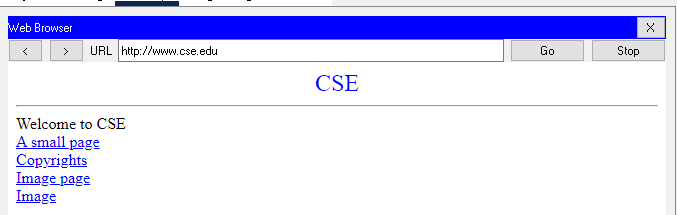 Web Browser X
< > URL http://www.cse.edu Go Stop
CSE
Welcome to CSE
A small page
Copyrights
Image page
Image